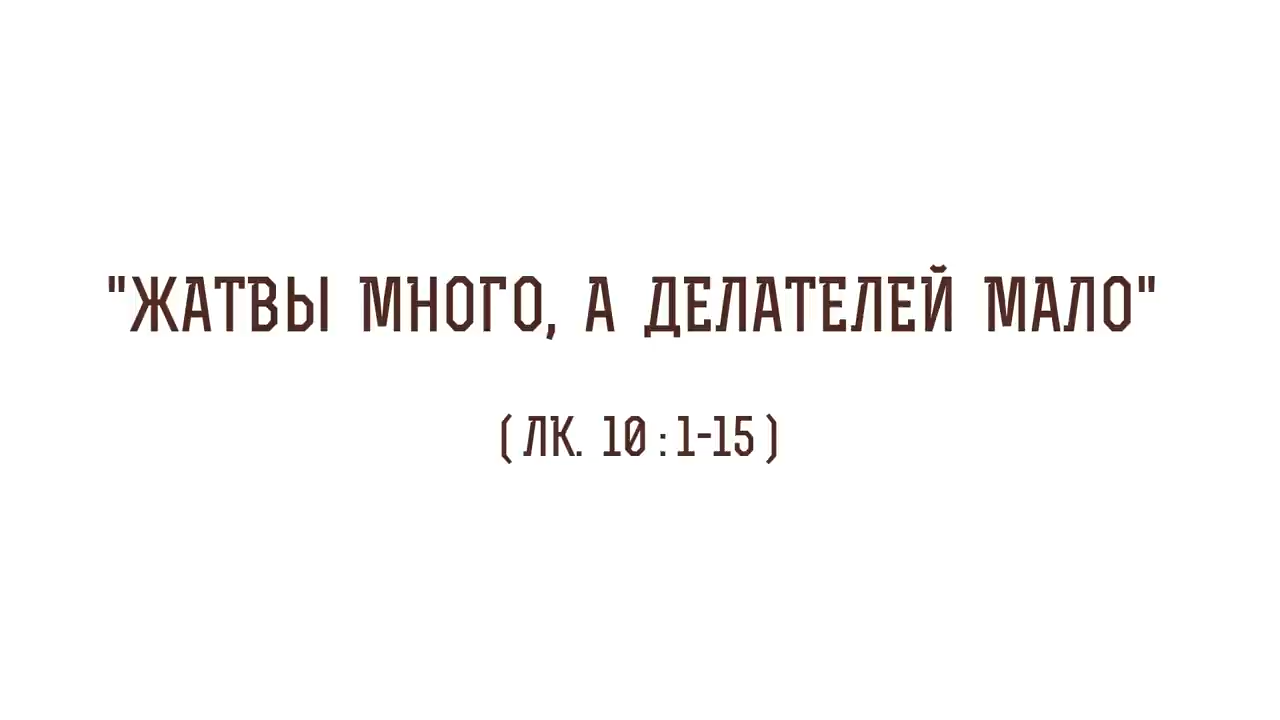 "ЖАТВЫ МНОГО, А ДЕЛАТЕЛЕЙ МАЛО"
(ЛК. 10:1-15)